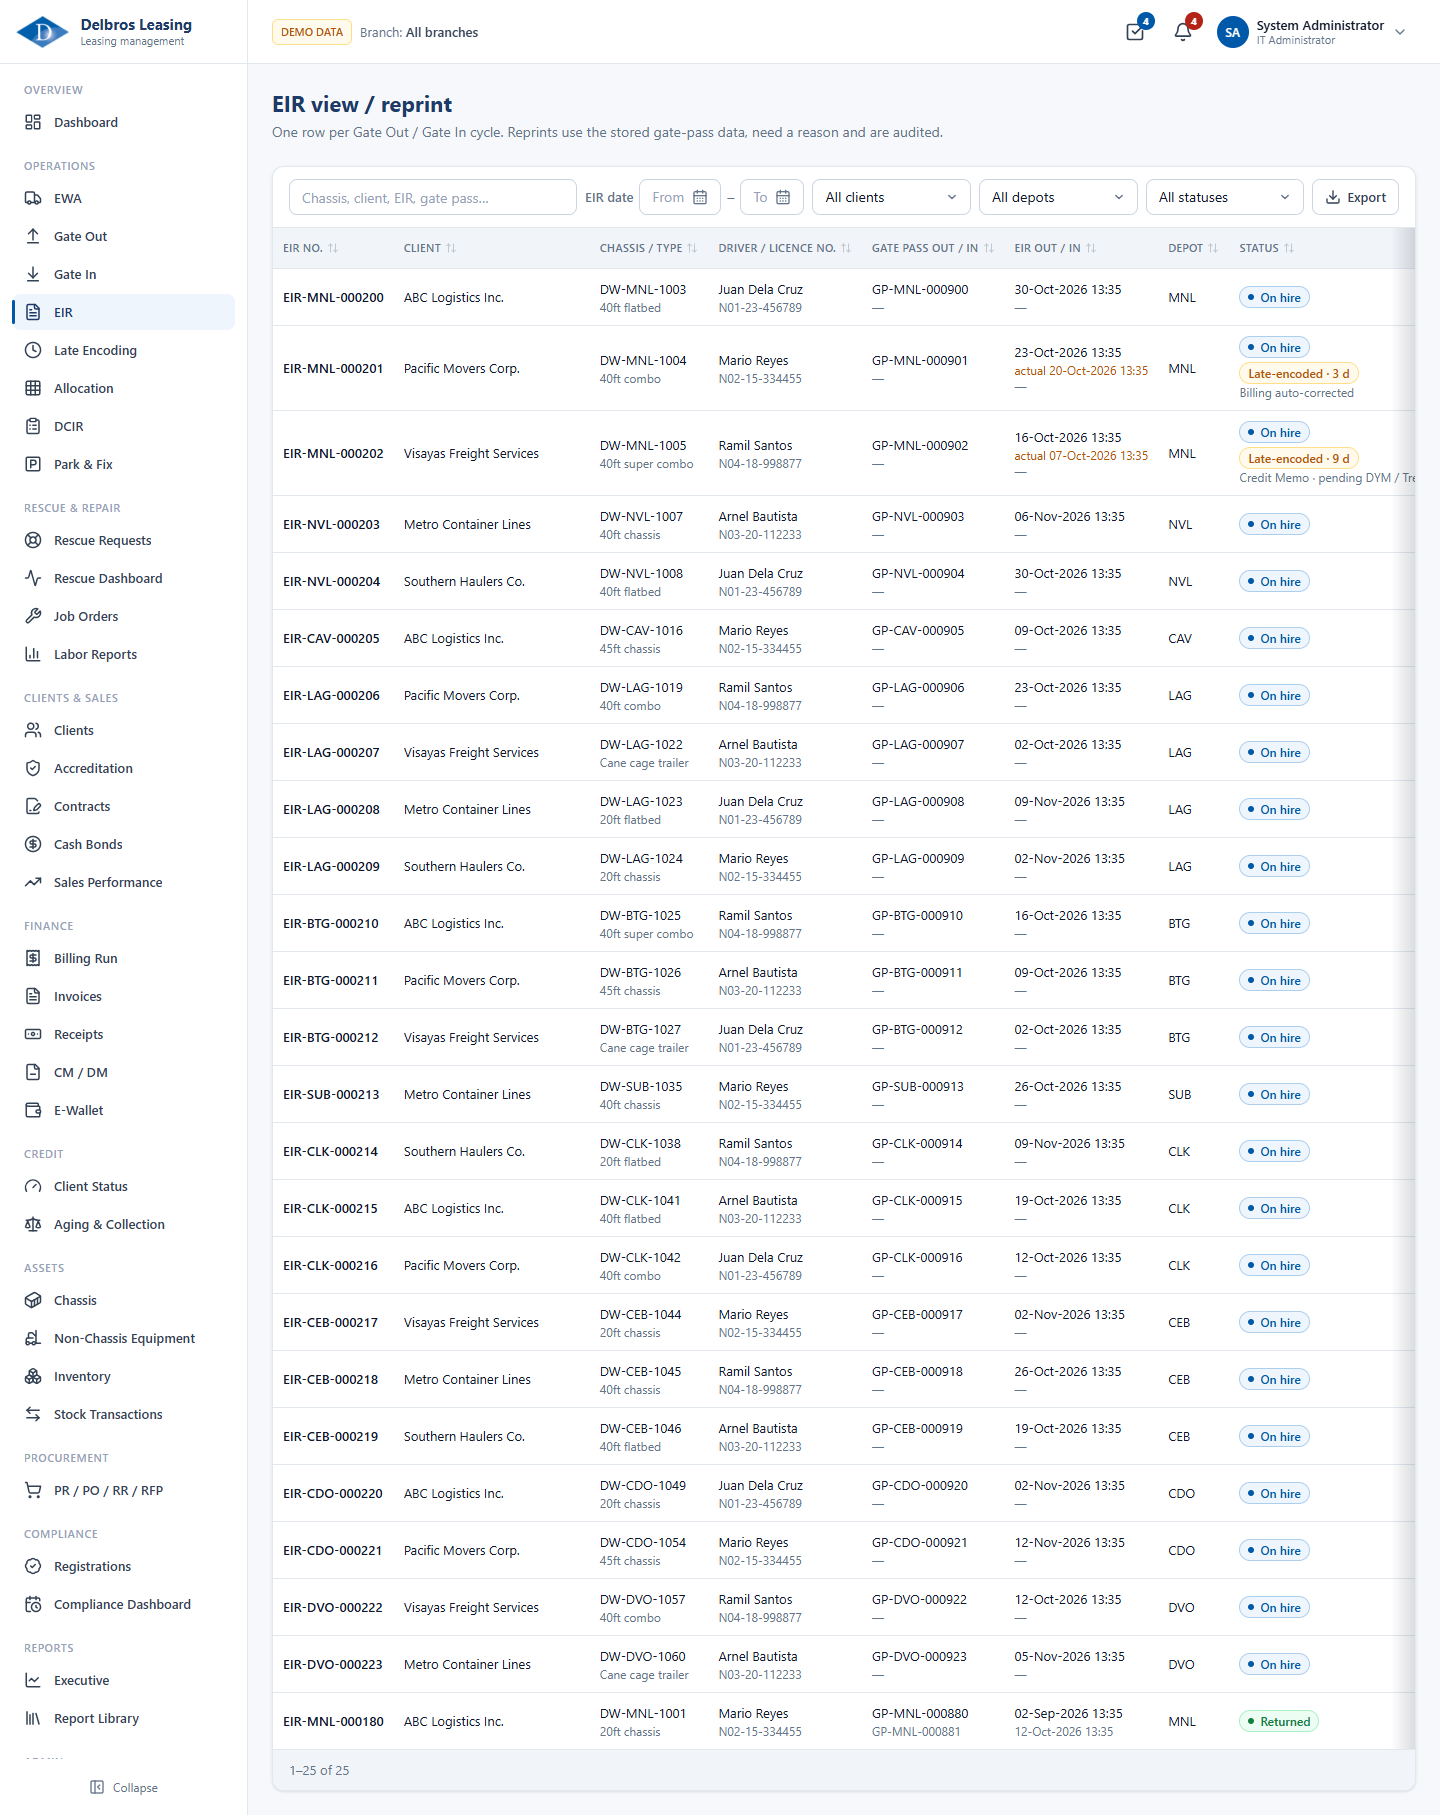 Delbros Leasing
Leasing management
DEMO DATA
Branch: All branches
4
4
SA
System Administrator
IT Administrator
OVERVIEW
Dashboard
OPERATIONS
EWA
Gate Out
Gate In
EIR
Late Encoding
Allocation
DCIR
Park & Fix
RESCUE & REPAIR
Rescue Requests
Rescue Dashboard
Job Orders
Labor Reports
CLIENTS & SALES
Clients
Accreditation
Contracts
Cash Bonds
Sales Performance
FINANCE
Billing Run
Invoices
Receipts
CM / DM
E-Wallet
CREDIT
Client Status
Aging & Collection
ASSETS
Chassis
Non-Chassis Equipment
Inventory
Stock Transactions
PROCUREMENT
PR / PO / RR / RFP
COMPLIANCE
Registrations
Compliance Dashboard
REPORTS
Executive
Report Library
Collapse
EIR view / reprint
One row per Gate Out / Gate In cycle. Reprints use the stored gate-pass data, need a reason and are audited.
Chassis, client, EIR, gate pass...
EIR date From – To All clients All depots All statuses Export
EIR NO. CLIENT CHASSIS / TYPE DRIVER / LICENCE NO. GATE PASS OUT / IN EIR OUT / IN DEPOT STATUS
EIR-MNL-000200 ABC Logistics Inc. DW-MNL-1003 Juan Dela Cruz GP-MNL-000900 30-Oct-2026 13:35 MNL On hire
40ft flatbed N01-23-456789 — —
EIR-MNL-000201 Pacific Movers Corp. DW-MNL-1004 Mario Reyes GP-MNL-000901 23-Oct-2026 13:35 MNL On hire
40ft combo N02-15-334455 — actual 20-Oct-2026 13:35 — Late-encoded · 3 d
Billing auto-corrected
EIR-MNL-000202 Visayas Freight Services DW-MNL-1005 Ramil Santos GP-MNL-000902 16-Oct-2026 13:35 MNL On hire
40ft super combo N04-18-998877 — actual 07-Oct-2026 13:35 — Late-encoded · 9 d
Credit Memo · pending DYM /
EIR-NVL-000203 Metro Container Lines DW-NVL-1007 Arnel Bautista GP-NVL-000903 06-Nov-2026 13:35 NVL On hire
40ft chassis N03-20-112233 — —
EIR-NVL-000204 Southern Haulers Co. DW-NVL-1008 Juan Dela Cruz GP-NVL-000904 30-Oct-2026 13:35 NVL On hire
40ft flatbed N01-23-456789 — —
EIR-CAV-000205 ABC Logistics Inc. DW-CAV-1016 Mario Reyes GP-CAV-000905 09-Oct-2026 13:35 CAV On hire
45ft chassis N02-15-334455 — —
EIR-LAG-000206 Pacific Movers Corp. DW-LAG-1019 Ramil Santos GP-LAG-000906 23-Oct-2026 13:35 LAG On hire
40ft combo N04-18-998877 — —
EIR-LAG-000207 Visayas Freight Services DW-LAG-1022 Arnel Bautista GP-LAG-000907 02-Oct-2026 13:35 LAG On hire
Cane cage trailer N03-20-112233 — —
EIR-LAG-000208 Metro Container Lines DW-LAG-1023 Juan Dela Cruz GP-LAG-000908 09-Nov-2026 13:35 LAG On hire
20ft flatbed N01-23-456789 — —
EIR-LAG-000209 Southern Haulers Co. DW-LAG-1024 Mario Reyes GP-LAG-000909 02-Nov-2026 13:35 LAG On hire
20ft chassis N02-15-334455 — —
EIR-BTG-000210 ABC Logistics Inc. DW-BTG-1025 Ramil Santos GP-BTG-000910 16-Oct-2026 13:35 BTG On hire
40ft super combo N04-18-998877 — —
EIR-BTG-000211 Pacific Movers Corp. DW-BTG-1026 Arnel Bautista GP-BTG-000911 09-Oct-2026 13:35 BTG On hire
45ft chassis N03-20-112233 — —
EIR-BTG-000212 Visayas Freight Services DW-BTG-1027 Juan Dela Cruz GP-BTG-000912 02-Oct-2026 13:35 BTG On hire
Cane cage trailer N01-23-456789 — —
EIR-SUB-000213 Metro Container Lines DW-SUB-1035 Mario Reyes GP-SUB-000913 26-Oct-2026 13:35 SUB On hire
40ft chassis N02-15-334455 — —
EIR-CLK-000214 Southern Haulers Co. DW-CLK-1038 Ramil Santos GP-CLK-000914 09-Nov-2026 13:35 CLK On hire
20ft flatbed N04-18-998877 — —
EIR-CLK-000215 ABC Logistics Inc. DW-CLK-1041 Arnel Bautista GP-CLK-000915 19-Oct-2026 13:35 CLK On hire
40ft flatbed N03-20-112233 — —
EIR-CLK-000216 Pacific Movers Corp. DW-CLK-1042 Juan Dela Cruz GP-CLK-000916 12-Oct-2026 13:35 CLK On hire
40ft combo N01-23-456789 — —
EIR-CEB-000217 Visayas Freight Services DW-CEB-1044 Mario Reyes GP-CEB-000917 02-Nov-2026 13:35 CEB On hire
20ft chassis N02-15-334455 — —
EIR-CEB-000218 Metro Container Lines DW-CEB-1045 Ramil Santos GP-CEB-000918 26-Oct-2026 13:35 CEB On hire
40ft chassis N04-18-998877 — —
EIR-CEB-000219 Southern Haulers Co. DW-CEB-1046 Arnel Bautista GP-CEB-000919 19-Oct-2026 13:35 CEB On hire
40ft flatbed N03-20-112233 — —
EIR-CDO-000220 ABC Logistics Inc. DW-CDO-1049 Juan Dela Cruz GP-CDO-000920 02-Nov-2026 13:35 CDO On hire
20ft chassis N01-23-456789 — —
EIR-CDO-000221 Pacific Movers Corp. DW-CDO-1054 Mario Reyes GP-CDO-000921 12-Nov-2026 13:35 CDO On hire
45ft chassis N02-15-334455 — —
EIR-DVO-000222 Visayas Freight Services DW-DVO-1057 Ramil Santos GP-DVO-000922 12-Oct-2026 13:35 DVO On hire
40ft combo N04-18-998877 — —
EIR-DVO-000223 Metro Container Lines DW-DVO-1060 Arnel Bautista GP-DVO-000923 05-Nov-2026 13:35 DVO On hire
Cane cage trailer N03-20-112233 — —
EIR-MNL-000180 ABC Logistics Inc. DW-MNL-1001 Mario Reyes GP-MNL-000880 02-Sep-2026 13:35 MNL Returned
20ft chassis N02-15-334455 GP-MNL-000881 12-Oct-2026 13:35
1–25 of 25